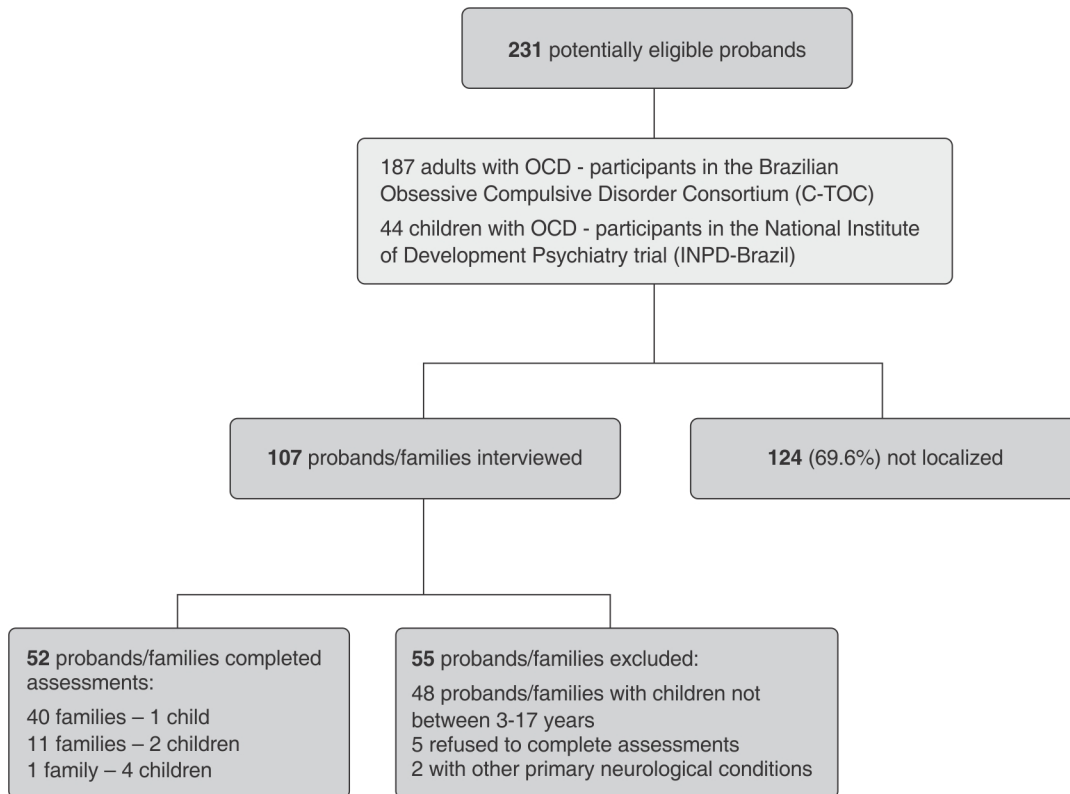 231 potentially eligible probands
187 adults with OCD - participants in the Brazilian
Obsessive Compulsive Disorder Consortium (C-TOC)
44 children with OCD - participants in the National Institute
of Development Psychiatry trial (INPD-Brazil)
107 probands/families interviewed
124 (69.6%) not localized
52 probands/families completed
assessments:
40 families – 1 child
11 families – 2 children
1 family – 4 children
55 probands/families excluded:
48 probands/families with children not
between 3-17 years
5 refused to complete assessments
2 with other primary neurological conditions